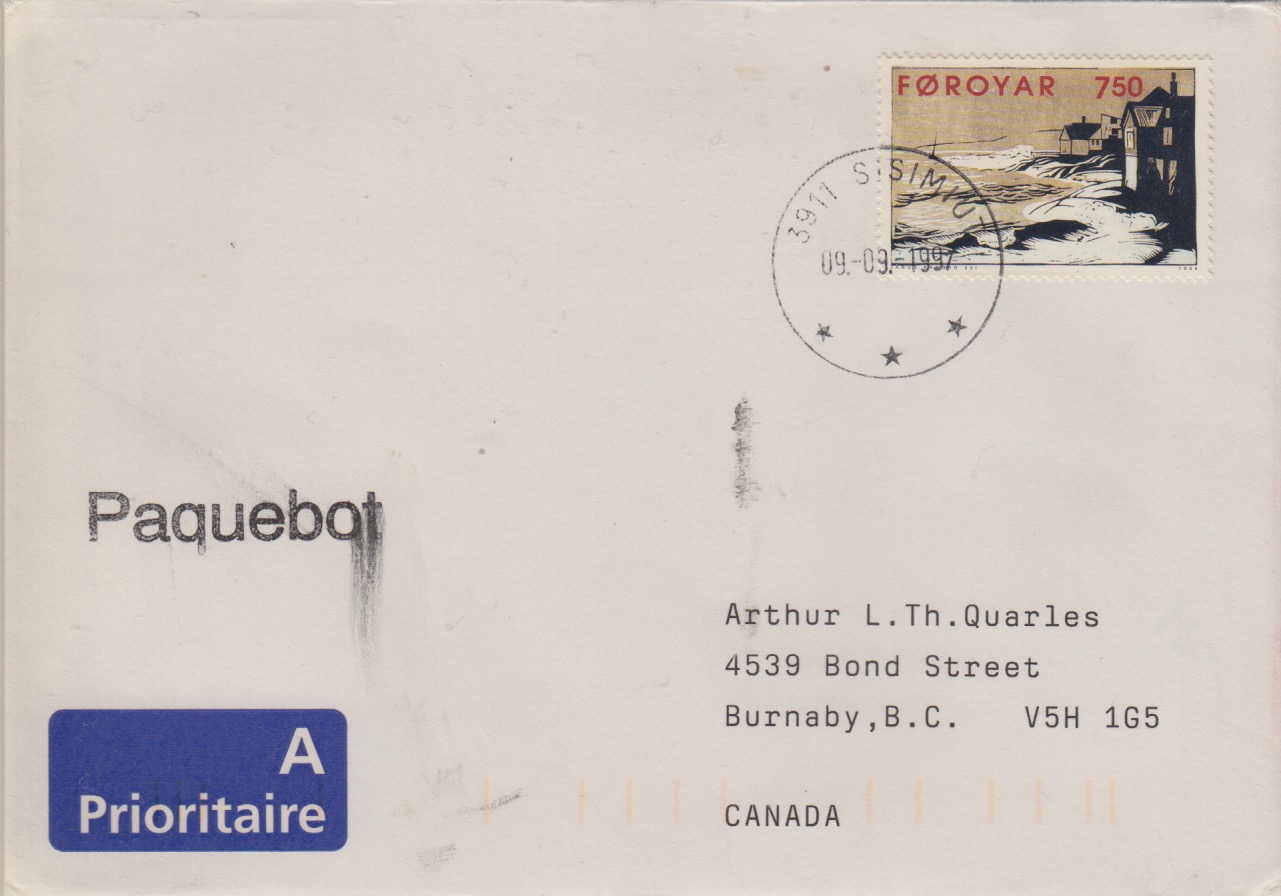 FØROYAR 750
3911 SISIMIUT
09.-09.-1997
Paquebot
Arthur L.Th.Quarles
4539 Bond Street
Burnaby,B.C. V5H 1G5
CANADA
A
Prioritaire